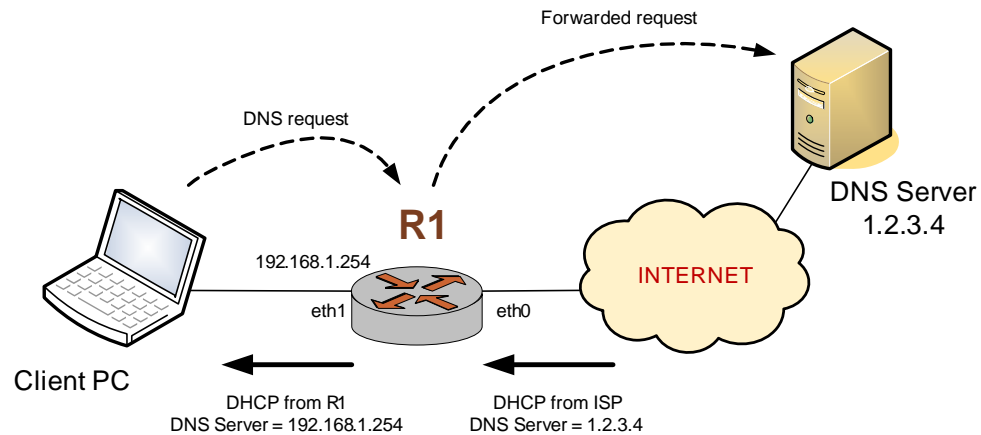 Forwarded request
DNS request
DNS Server
1.2.3.4
R1
192.168.1.254
INTERNET
eth1
eth0
Client PC
DHCP from R1
DNS Server = 192.168.1.254
DHCP from ISP
DNS Server = 1.2.3.4